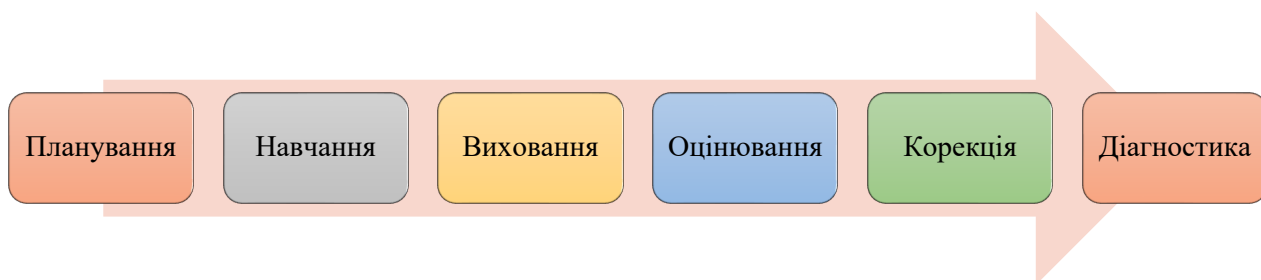 Планування
Навчання
Виховання
Оцінювання
Корекція
Діагностика